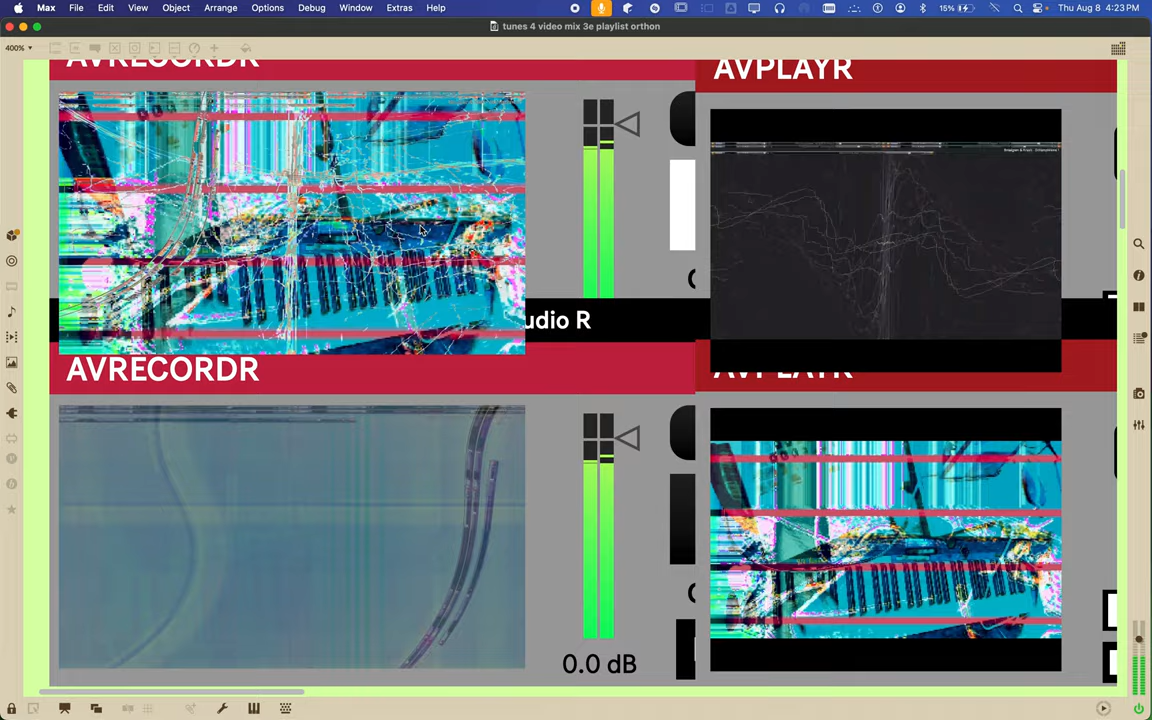 Max File Edit View Object Arrange Options Debug Window Extras Help 15% Thu Aug 8 4:23 PM
tunes 4 video mix 3e playlist orthon
400%
AVRECORDR
AVPLAYR
udio R
AVRECORDR
AVPLAYR
0.0 dB